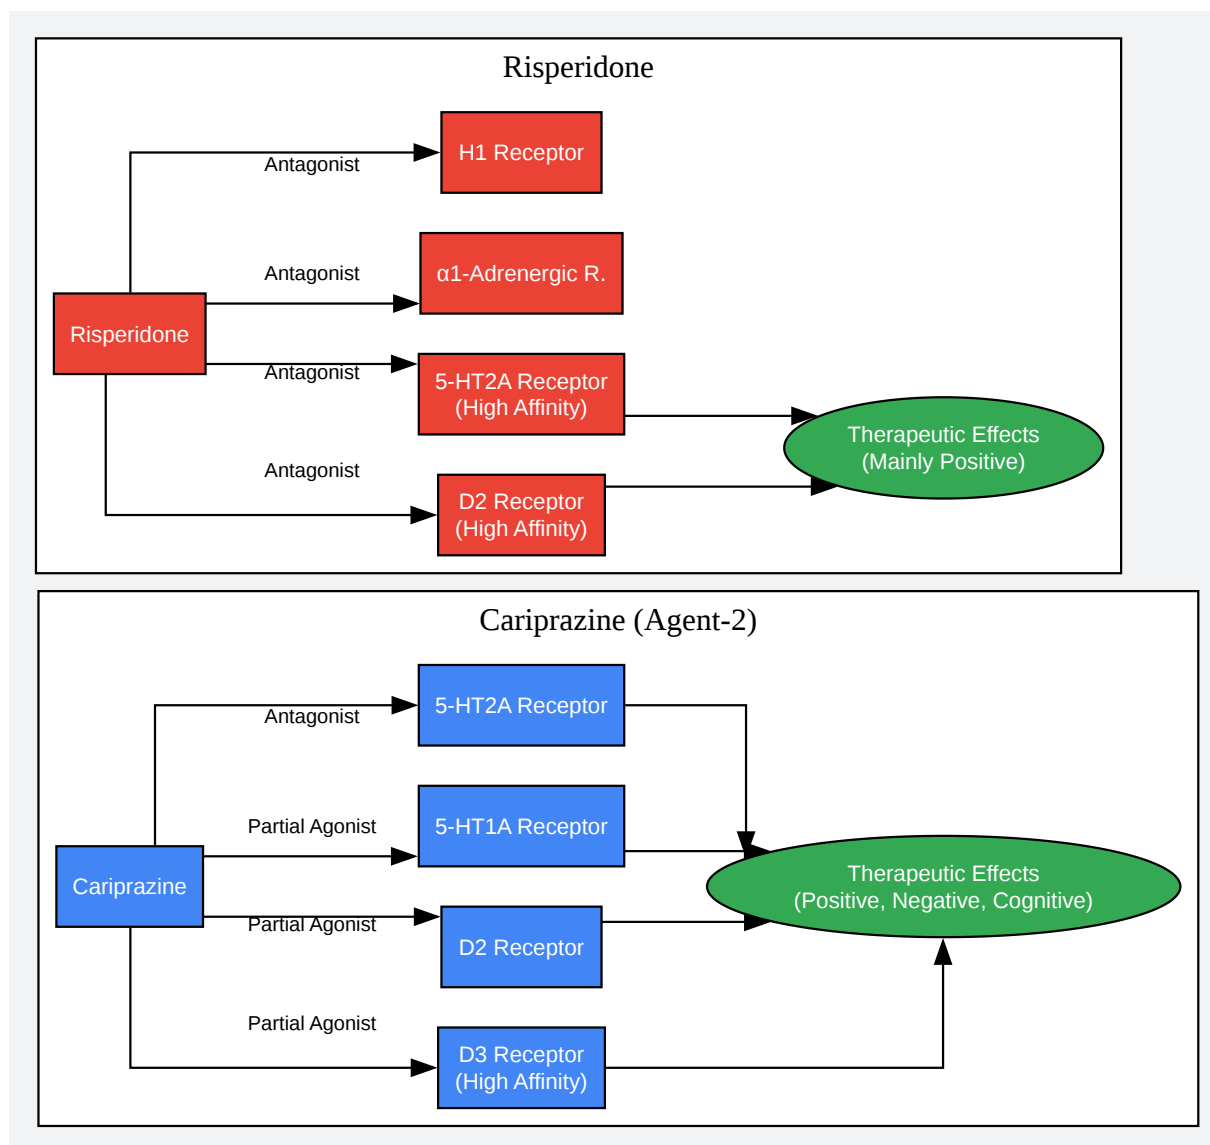 Risperidone
H1 Receptor
Antagonist
α1-Adrenergic R.
Antagonist
Risperidone
Antagonist
5-HT2A Receptor
(High Affinity)
Therapeutic Effects
(Mainly Positive)
Antagonist
D2 Receptor
(High Affinity)
Cariprazine (Agent-2)
5-HT2A Receptor
Antagonist
Partial Agonist
5-HT1A Receptor
Cariprazine
Therapeutic Effects
(Positive, Negative, Cognitive)
Partial Agonist
D2 Receptor
Partial Agonist
D3 Receptor
(High Affinity)